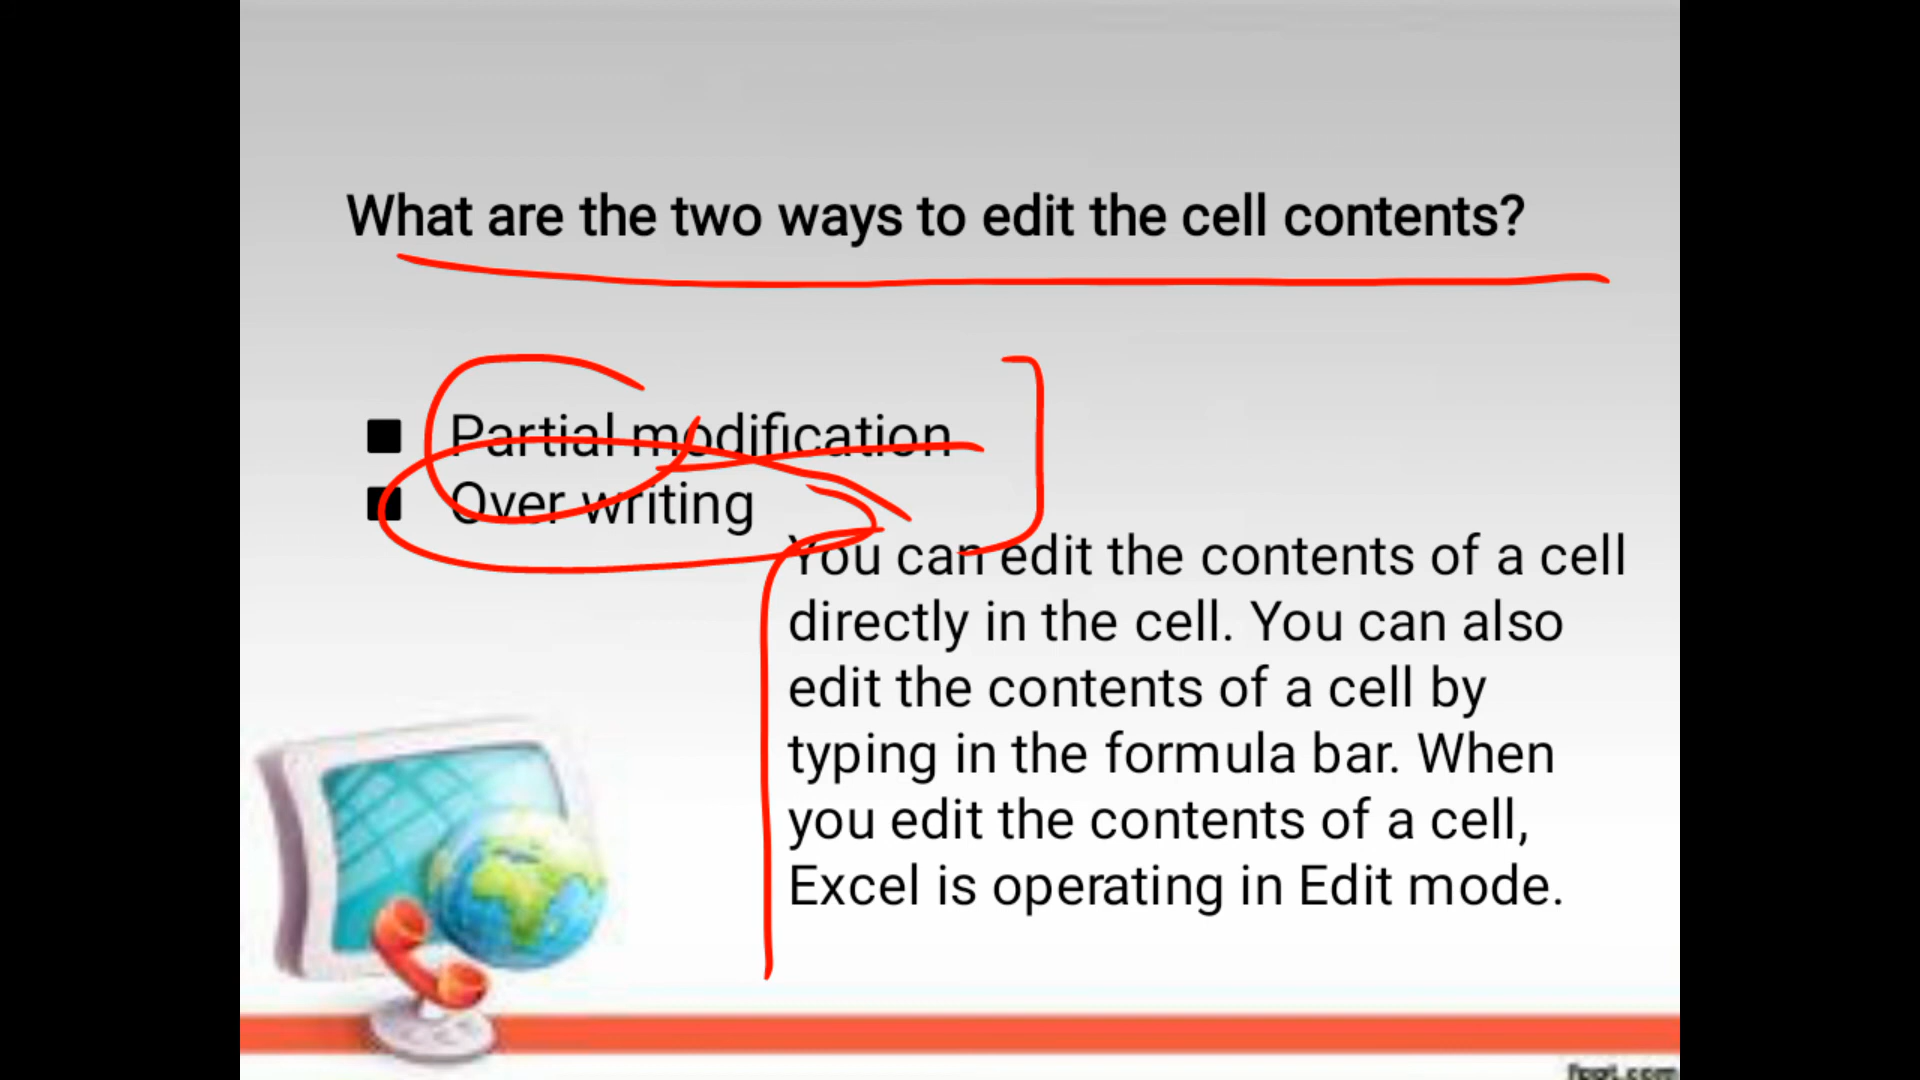 What are the two ways to edit the cell contents?
Partial modification
Over writing
You can edit the contents of a cell
directly in the cell. You can also
edit the contents of a cell by
typing in the formula bar. When
you edit the contents of a cell,
Excel is operating in Edit mode.